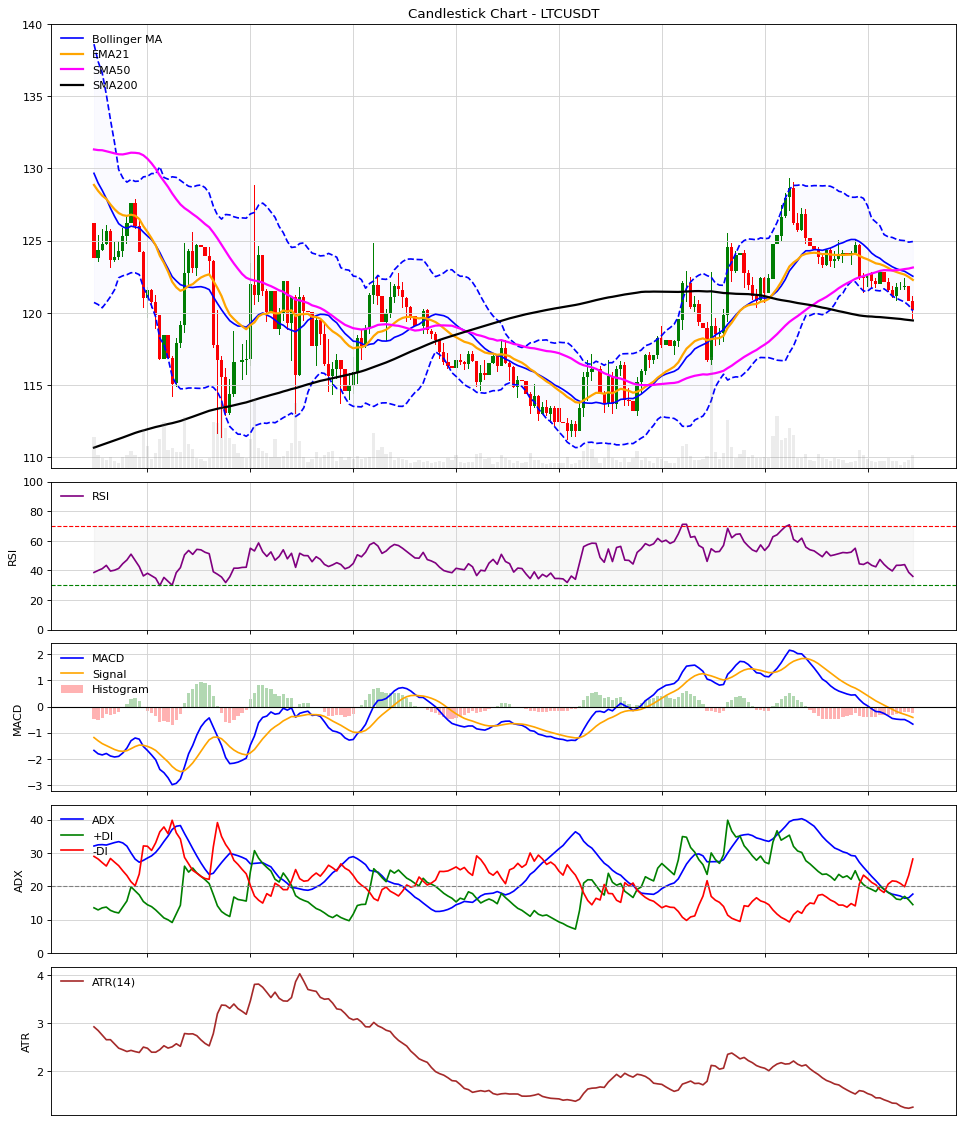 Candlestick Chart - LTCUSDT
140
135
130
125
120
115
110
Bollinger MA
EMA21
SMA50
SMA200
100
80
60
40
20
0
RSI
RSI
2
1
0
−1
−2
−3
MACD
MACD
Signal
Histogram
40
30
20
10
0
ADX
ADX
+DI
-DI
4
3
2
ATR
ATR(14)